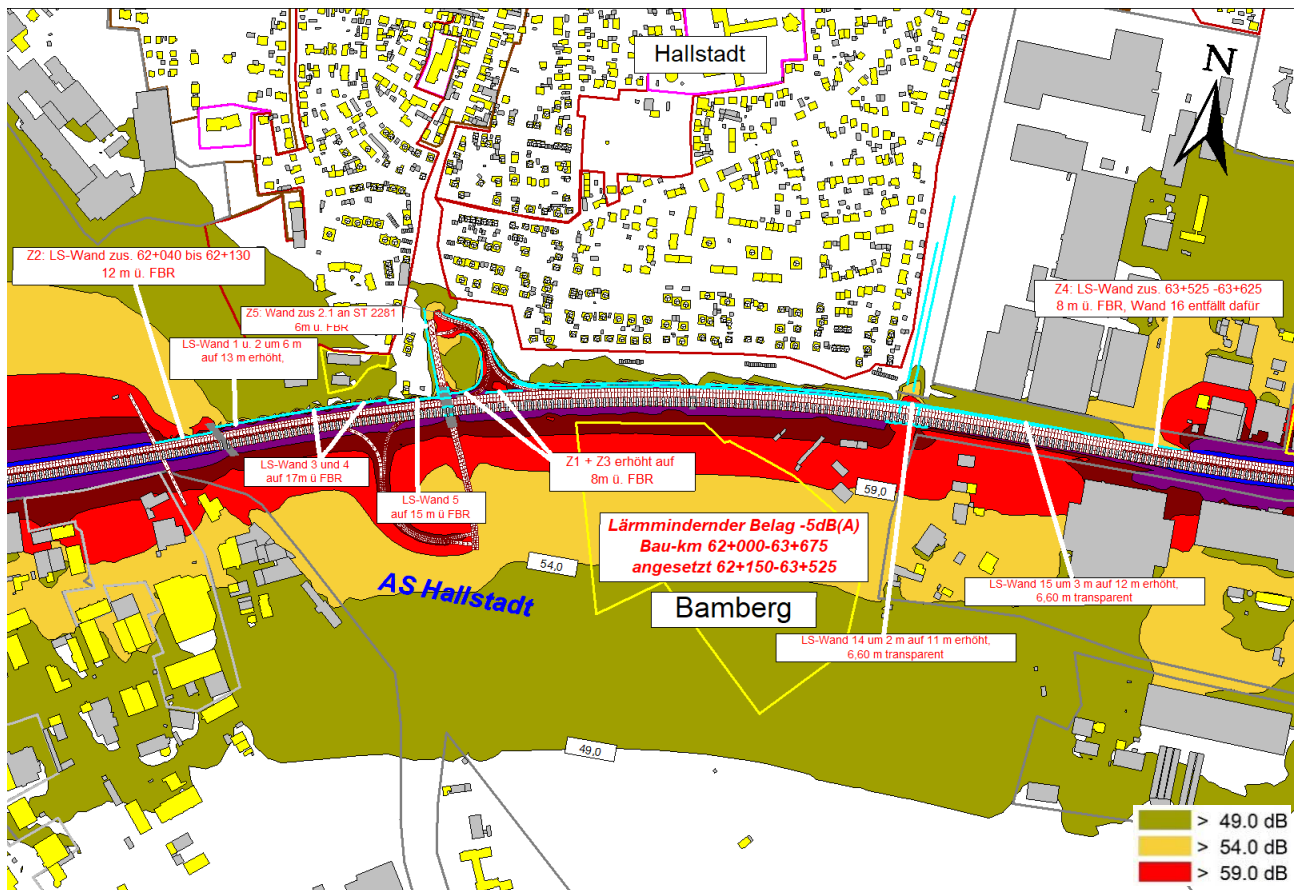 Hallstadt
N
Z2: LS-Wand zus. 62+040 bis 62+130
12 m ü. FBR
Z4: LS-Wand zus. 63+525 -63+625
8 m ü. FBR, Wand 16 entfällt dafür
Z5: Wand zus 2.1 an ST 2281
6m ü. FBR
LS-Wand 1 u. 2 um 6 m
auf 13 m erhöht,
LS-Wand 3 und 4
auf 17m ü FBR
LS-Wand 5
auf 15 m ü FBR
Z1 + Z3 erhöht auf
8m ü. FBR
59,0
Lärmmindernder Belag -5dB(A)
Bau-km 62+000-63+675
angesetzt 62+150-63+525
54,0
AS Hallstadt
Bamberg
LS-Wand 15 um 3 m auf 12 m erhöht,
6,60 m transparent
LS-Wand 14 um 2 m auf 11 m erhöht,
6,60 m transparent
49,0
> 49.0 dB
> 54.0 dB
> 59.0 dB